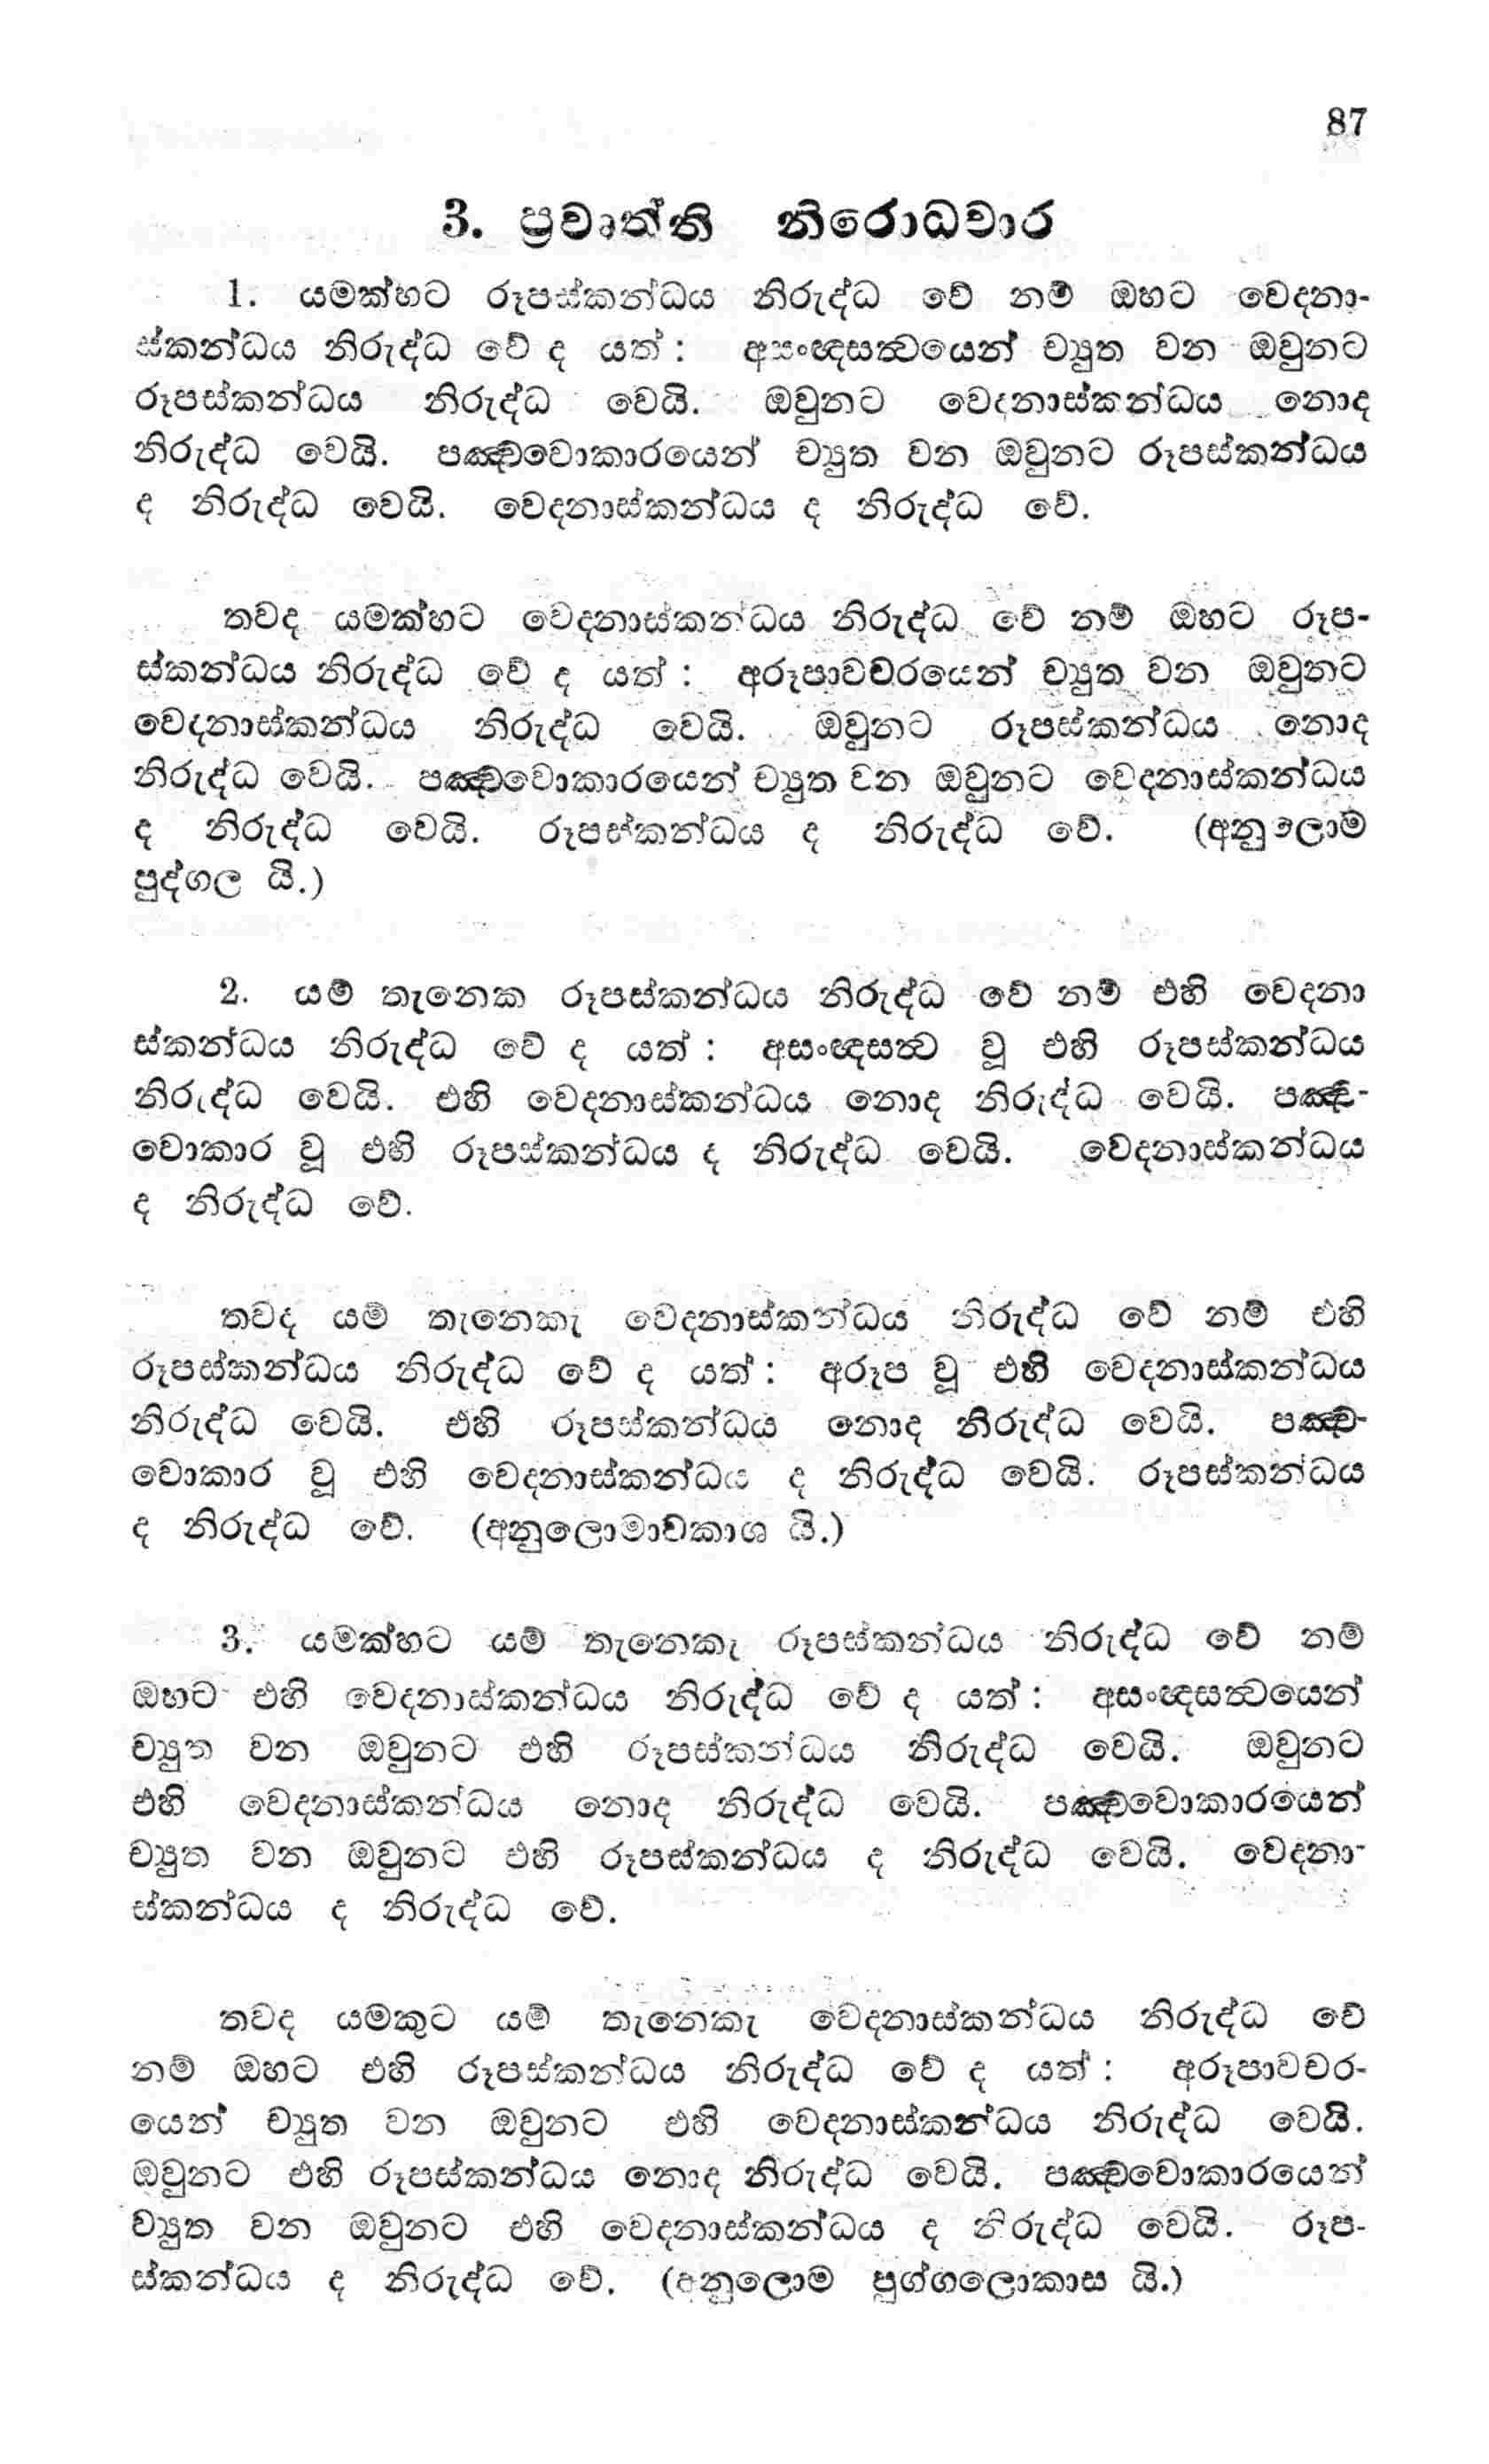 87
3. ප්‍රවෘත්ති නිරොධවාර
1. යමක්හට රූපස්කන්ධය නිරුද්ධ වේ නම් ඔහට වෙදනා-
ස්කන්ධය නිරුද්ධ වේ ද යත් : අසංඥසත්‍වයෙන් ච්‍යුත වන ඔවුනට
රූපස්කන්ධය නිරුද්ධ වෙයි. ඔවුනට වෙදනාස්කන්ධය නොද
නිරුද්ධ වෙයි. පඤ්චවොකාරයෙන් ච්‍යුත වන ඔවුනට රූපස්කන්ධය
ද නිරුද්ධ වෙයි. වෙදනාස්කන්ධය ද නිරුද්ධ වේ.
තවද යමක්හට වෙදනාස්කන්ධය නිරුද්ධ වේ නම් ඔහට රූප-
ස්කන්ධය නිරුද්ධ වේ ද යත් : අරූපාවචරයෙන් ච්‍යුත වන ඔවුනට
වෙදනාස්කන්ධය නිරුද්ධ වෙයි. ඔවුනට රූපස්කන්ධය නොද
නිරුද්ධ වෙයි. පඤ්චවොකාරයෙන් ච්‍යුත වන ඔවුනට වෙදනාස්කන්ධය
ද නිරුද්ධ වෙයි. රූපස්කන්ධය ද නිරුද්ධ වේ. (අනුලොම
පුද්ගල යි.)
2. යම් තැනෙක රූපස්කන්ධය නිරුද්ධ වේ නම් එහි වෙදනා
ස්කන්ධය නිරුද්ධ වේ ද යත් : අසංඥසත්‍ව වූ එහි රූපස්කන්ධය
නිරුද්ධ වෙයි. එහි වෙදනාස්කන්ධය නොද නිරුද්ධ වෙයි. පඤ්ච-
වොකාර වූ එහි රූපස්කන්ධය ද නිරුද්ධ වෙයි. වෙදනාස්කන්ධය
ද නිරුද්ධ වේ.
තවද යම් තැනෙකැ වෙදනාස්කන්ධය නිරුද්ධ වේ නම් එහි
රූපස්කන්ධය නිරුද්ධ වේ ද යත් : අරූප වූ එහි වෙදනාස්කන්ධය
නිරුද්ධ වෙයි. එහි රූපස්කන්ධය නොද නිරුද්ධ වෙයි. පඤ්ච-
වොකාර වූ එහි වෙදනාස්කන්ධය ද නිරුද්ධ වෙයි. රූපස්කන්ධය
ද නිරුද්ධ වේ. (අනුලොමාවකාශ යි.)
3. යමක්හට යම් තැනෙකැ රූපස්කන්ධය නිරුද්ධ වේ නම්
ඔහට එහි වෙදනාස්කන්ධය නිරුද්ධ වේ ද යත් : අසංඥසත්‍වයෙන්
ච්‍යුත වන ඔවුනට එහි රූපස්කන්ධය නිරුද්ධ වෙයි. ඔවුනට
එහි වෙදනාස්කන්ධය නොද නිරුද්ධ වෙයි. පඤ්චවොකාරයෙන්
ච්‍යුත වන ඔවුනට එහි රූපස්කන්ධය ද නිරුද්ධ වෙයි. වෙදනා-
ස්කන්ධය ද නිරුද්ධ වේ.
තවද යමකුට යම් තැනෙකැ වෙදනාස්කන්ධය නිරුද්ධ වේ
නම් ඔහට එහි රූපස්කන්ධය නිරුද්ධ වේ ද යත් : අරූපාවචර-
යෙන් ච්‍යුත වන ඔවුනට එහි වෙදනාස්කන්ධය නිරුද්ධ වෙයි.
ඔවුනට එහි රූපස්කන්ධය නොද නිරුද්ධ වෙයි. පඤ්චවොකාරයෙන්
ච්‍යුත වන ඔවුනට එහි වෙදනාස්කන්ධය ද නිරුද්ධ වෙයි. රූප-
ස්කන්ධය ද නිරුද්ධ වේ. (අනුලොම පුග්ගලොකාස යි.)